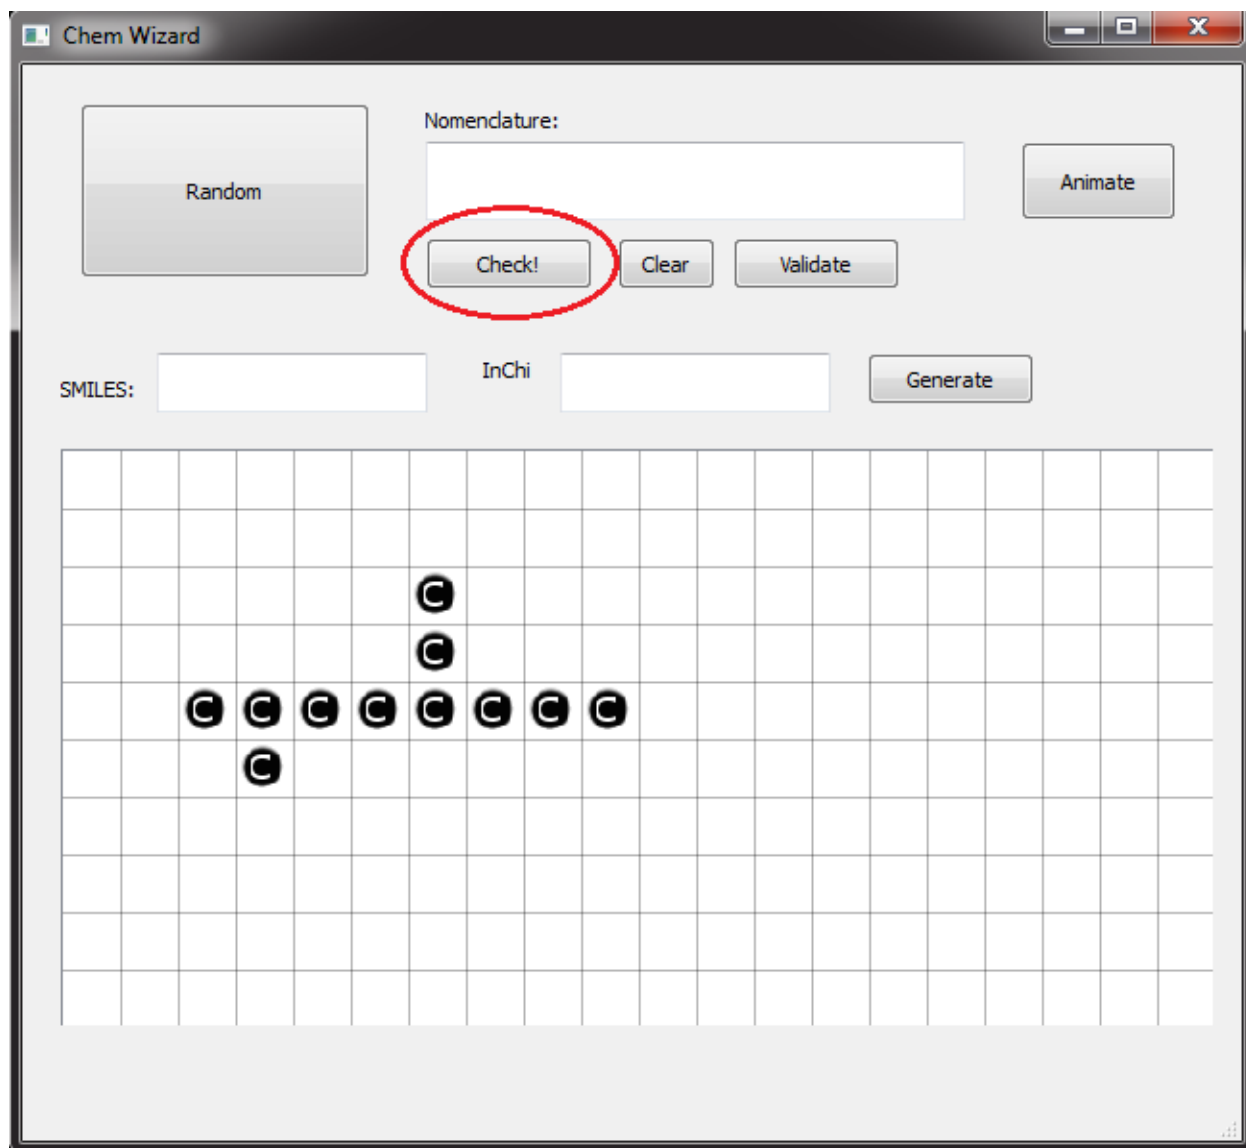 Chem Wizard
Nomenclature:
Random
Animate
Check! Clear Validate
SMILES: InChi Generate
C
C
C C C C C C C C
C